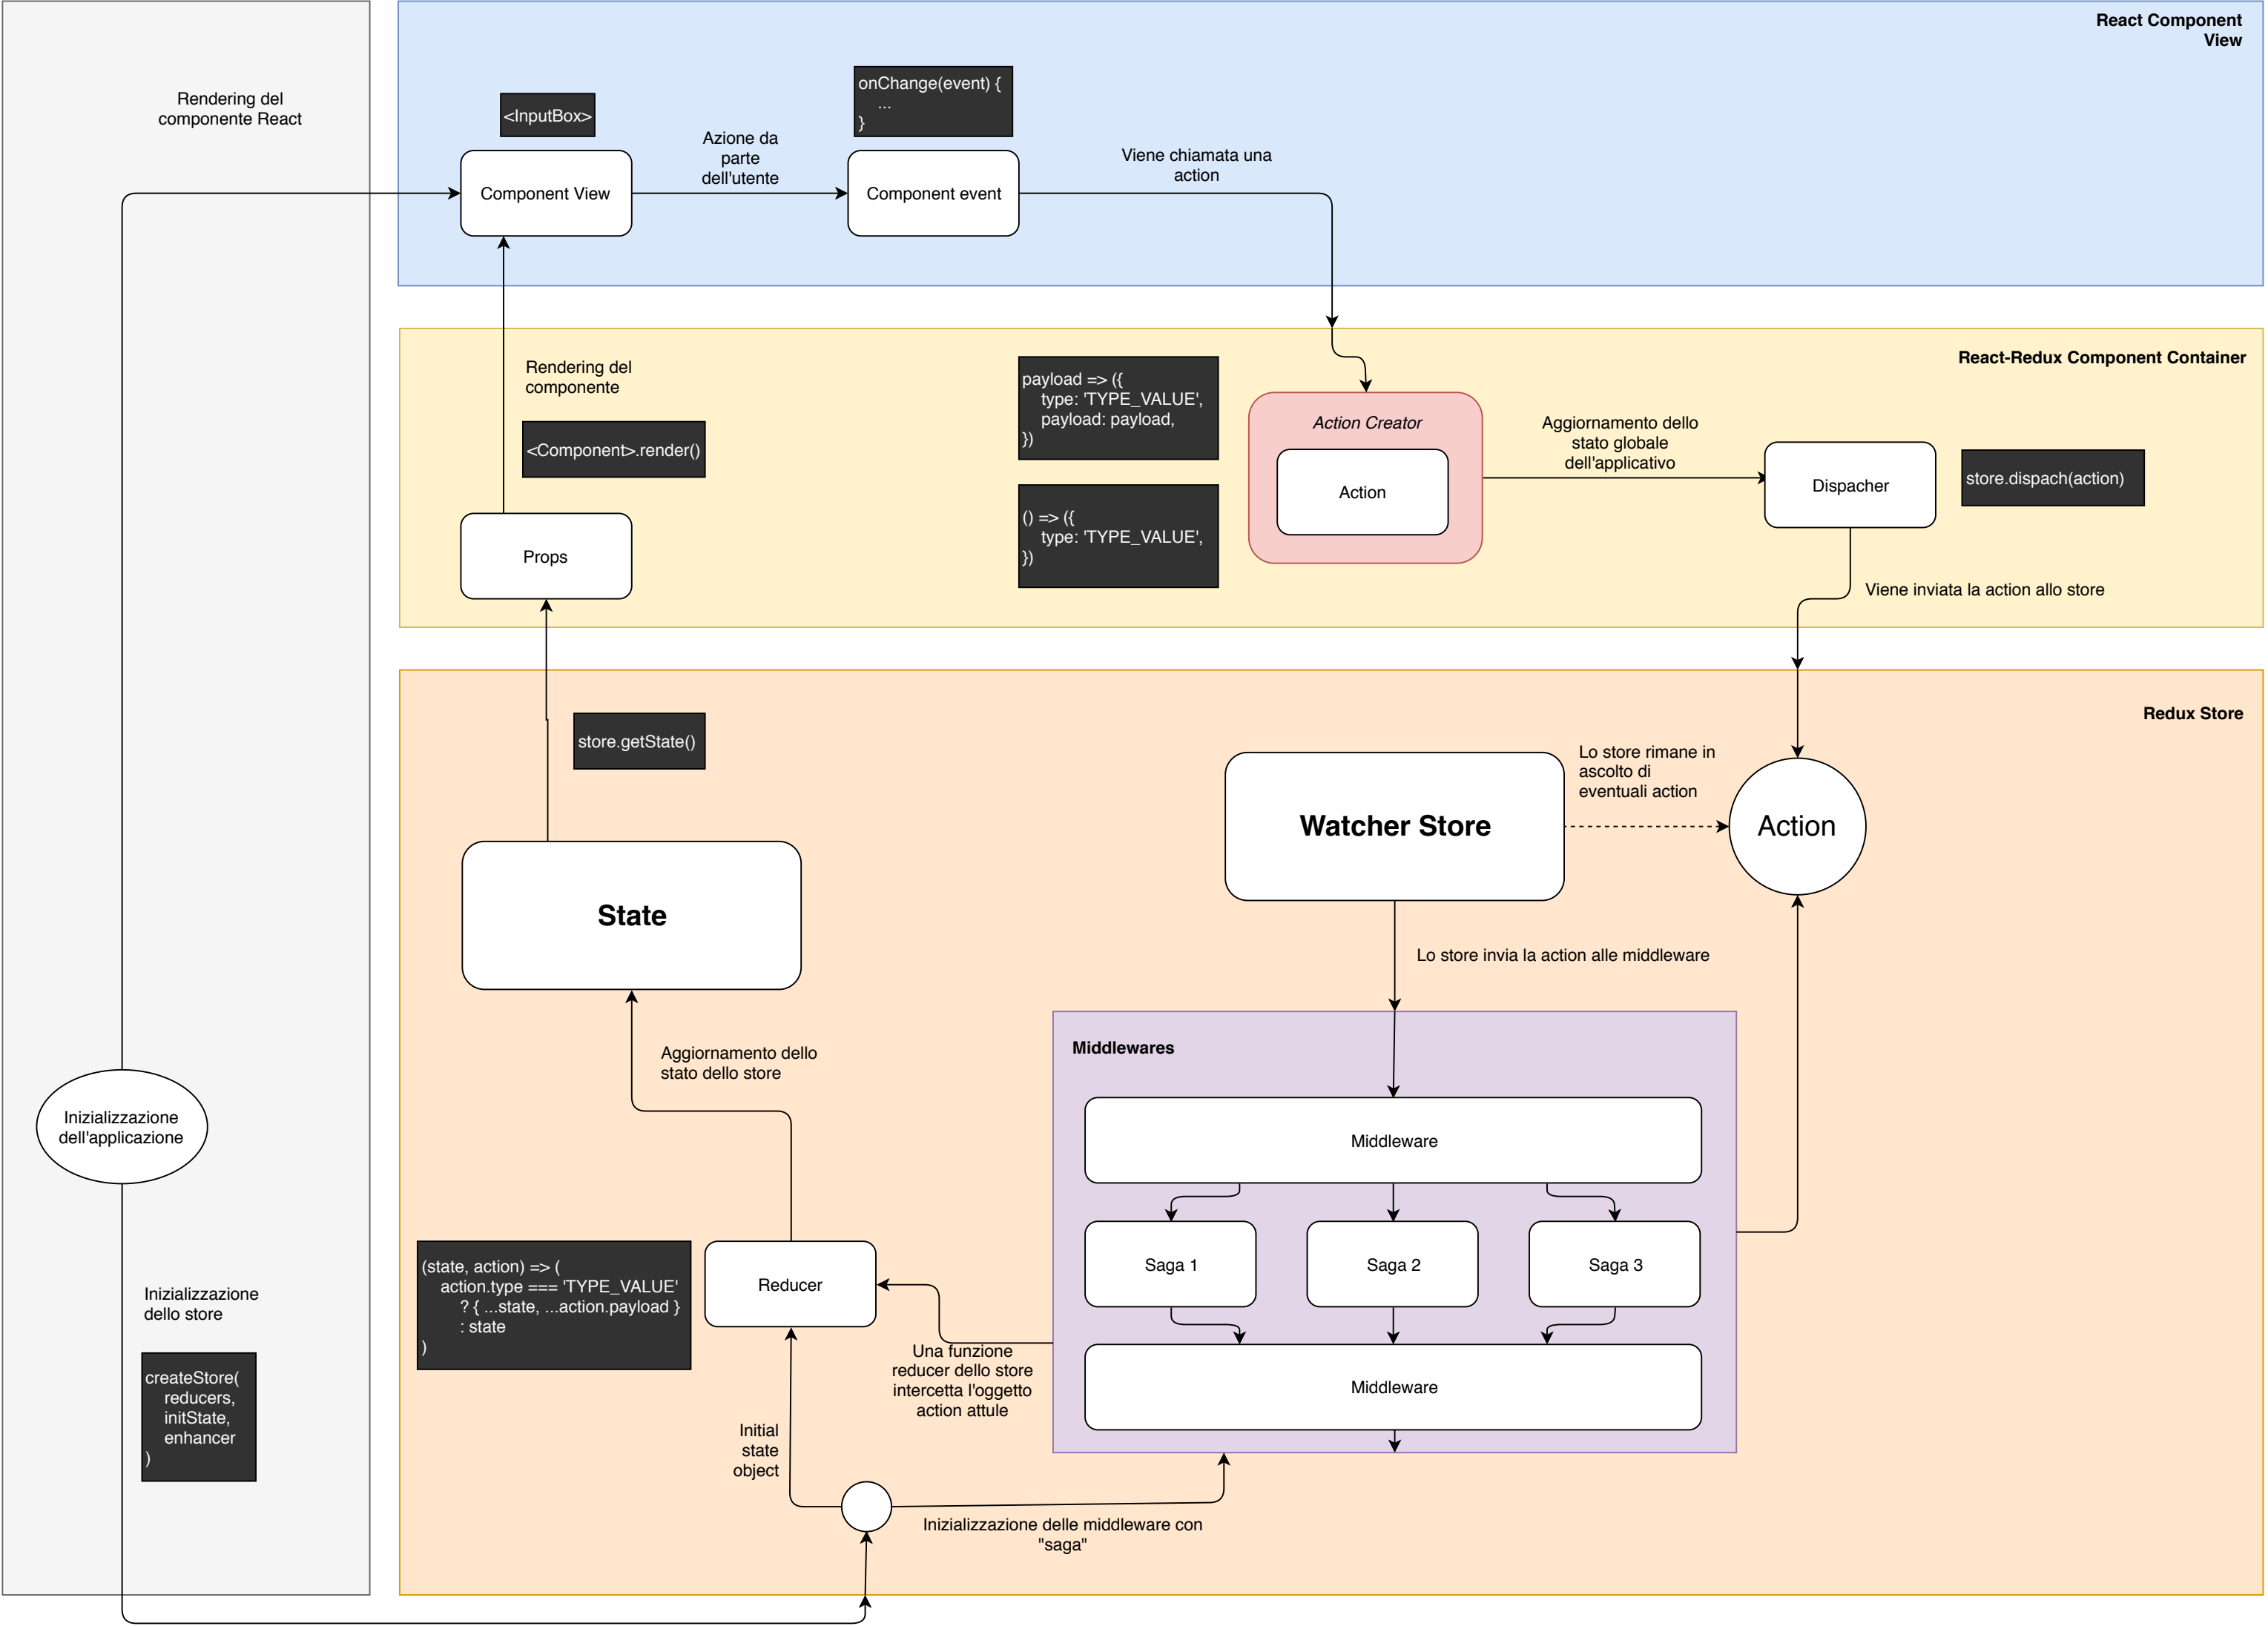 React Component
View
Rendering del
componente React
<InputBox>
onChange(event) {
...
}
Component View
Azione da
parte
dell'utente
Component event
Viene chiamata una
action
React-Redux Component Container
Rendering del
componente
<Component>.render()
Props
payload => ({
type: 'TYPE_VALUE',
payload: payload,
})
() => ({
type: 'TYPE_VALUE',
})
Action Creator
Action
Aggiornamento dello
stato globale
dell'applicativo
Dispacher
store.dispach(action)
Viene inviata la action allo store
Redux Store
store.getState()
State
Watcher Store
Lo store rimane in
ascolto di
eventuali action
Action
Lo store invia la action alle middleware
Aggiornamento dello
stato dello store
Middlewares
Middleware
Saga 1
Saga 2
Saga 3
Middleware
Inizializzazione
dell'applicazione
(state, action) => (
action.type === 'TYPE_VALUE'
? { ...state, ...action.payload }
: state
)
Reducer
Una funzione
reducer dello store
intercetta l'oggetto
action attule
Inizializzazione
dello store
createStore(
reducers,
initState,
enhancer
)
Initial
state
object
Inizializzazione delle middleware con
"saga"